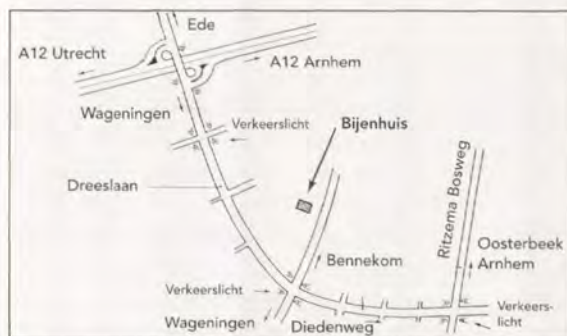 Ede
A12 Utrecht
A12 Arnhem
Wageningen
Verkeerslicht
Bijenhuis
Dreeslaan
Ritzema Bosweg
Oosterbeek
Arnhem
Bennekom
Verkeerslicht
Wageningen
Diedenweg
Verkeers-
licht